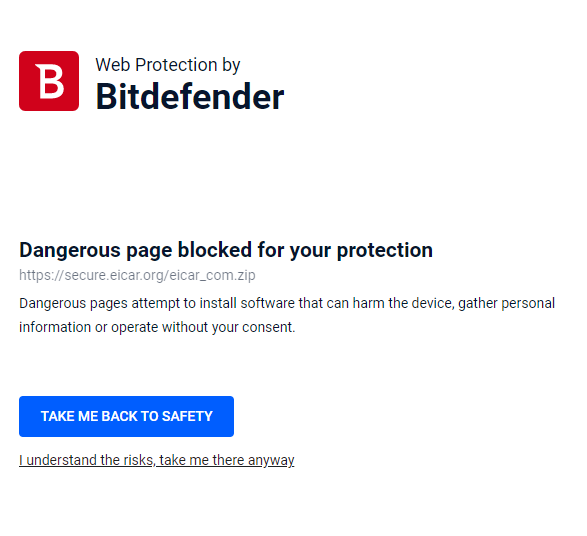 B
Web Protection by
Bitdefender
Dangerous page blocked for your protection
https://secure.eicar.org/eicar_com.zip
Dangerous pages attempt to install software that can harm the device, gather personal
information or operate without your consent.
TAKE ME BACK TO SAFETY
I understand the risks, take me there anyway